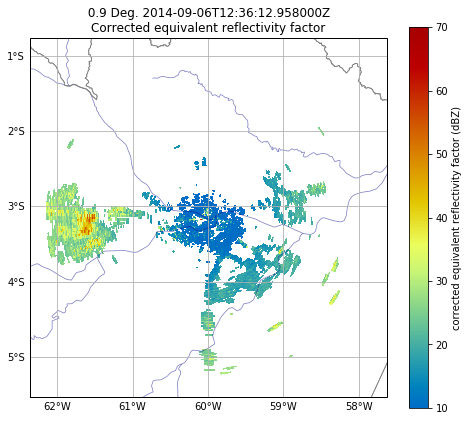 0.9 Deg. 2014-09-06T12:36:12.958000Z
Corrected equivalent reflectivity factor
1°S
2°S
3°S
4°S
5°S
62°W 61°W 60°W 59°W 58°W
70
60
50
40
30
20
10
corrected equivalent reflectivity factor (dBZ)